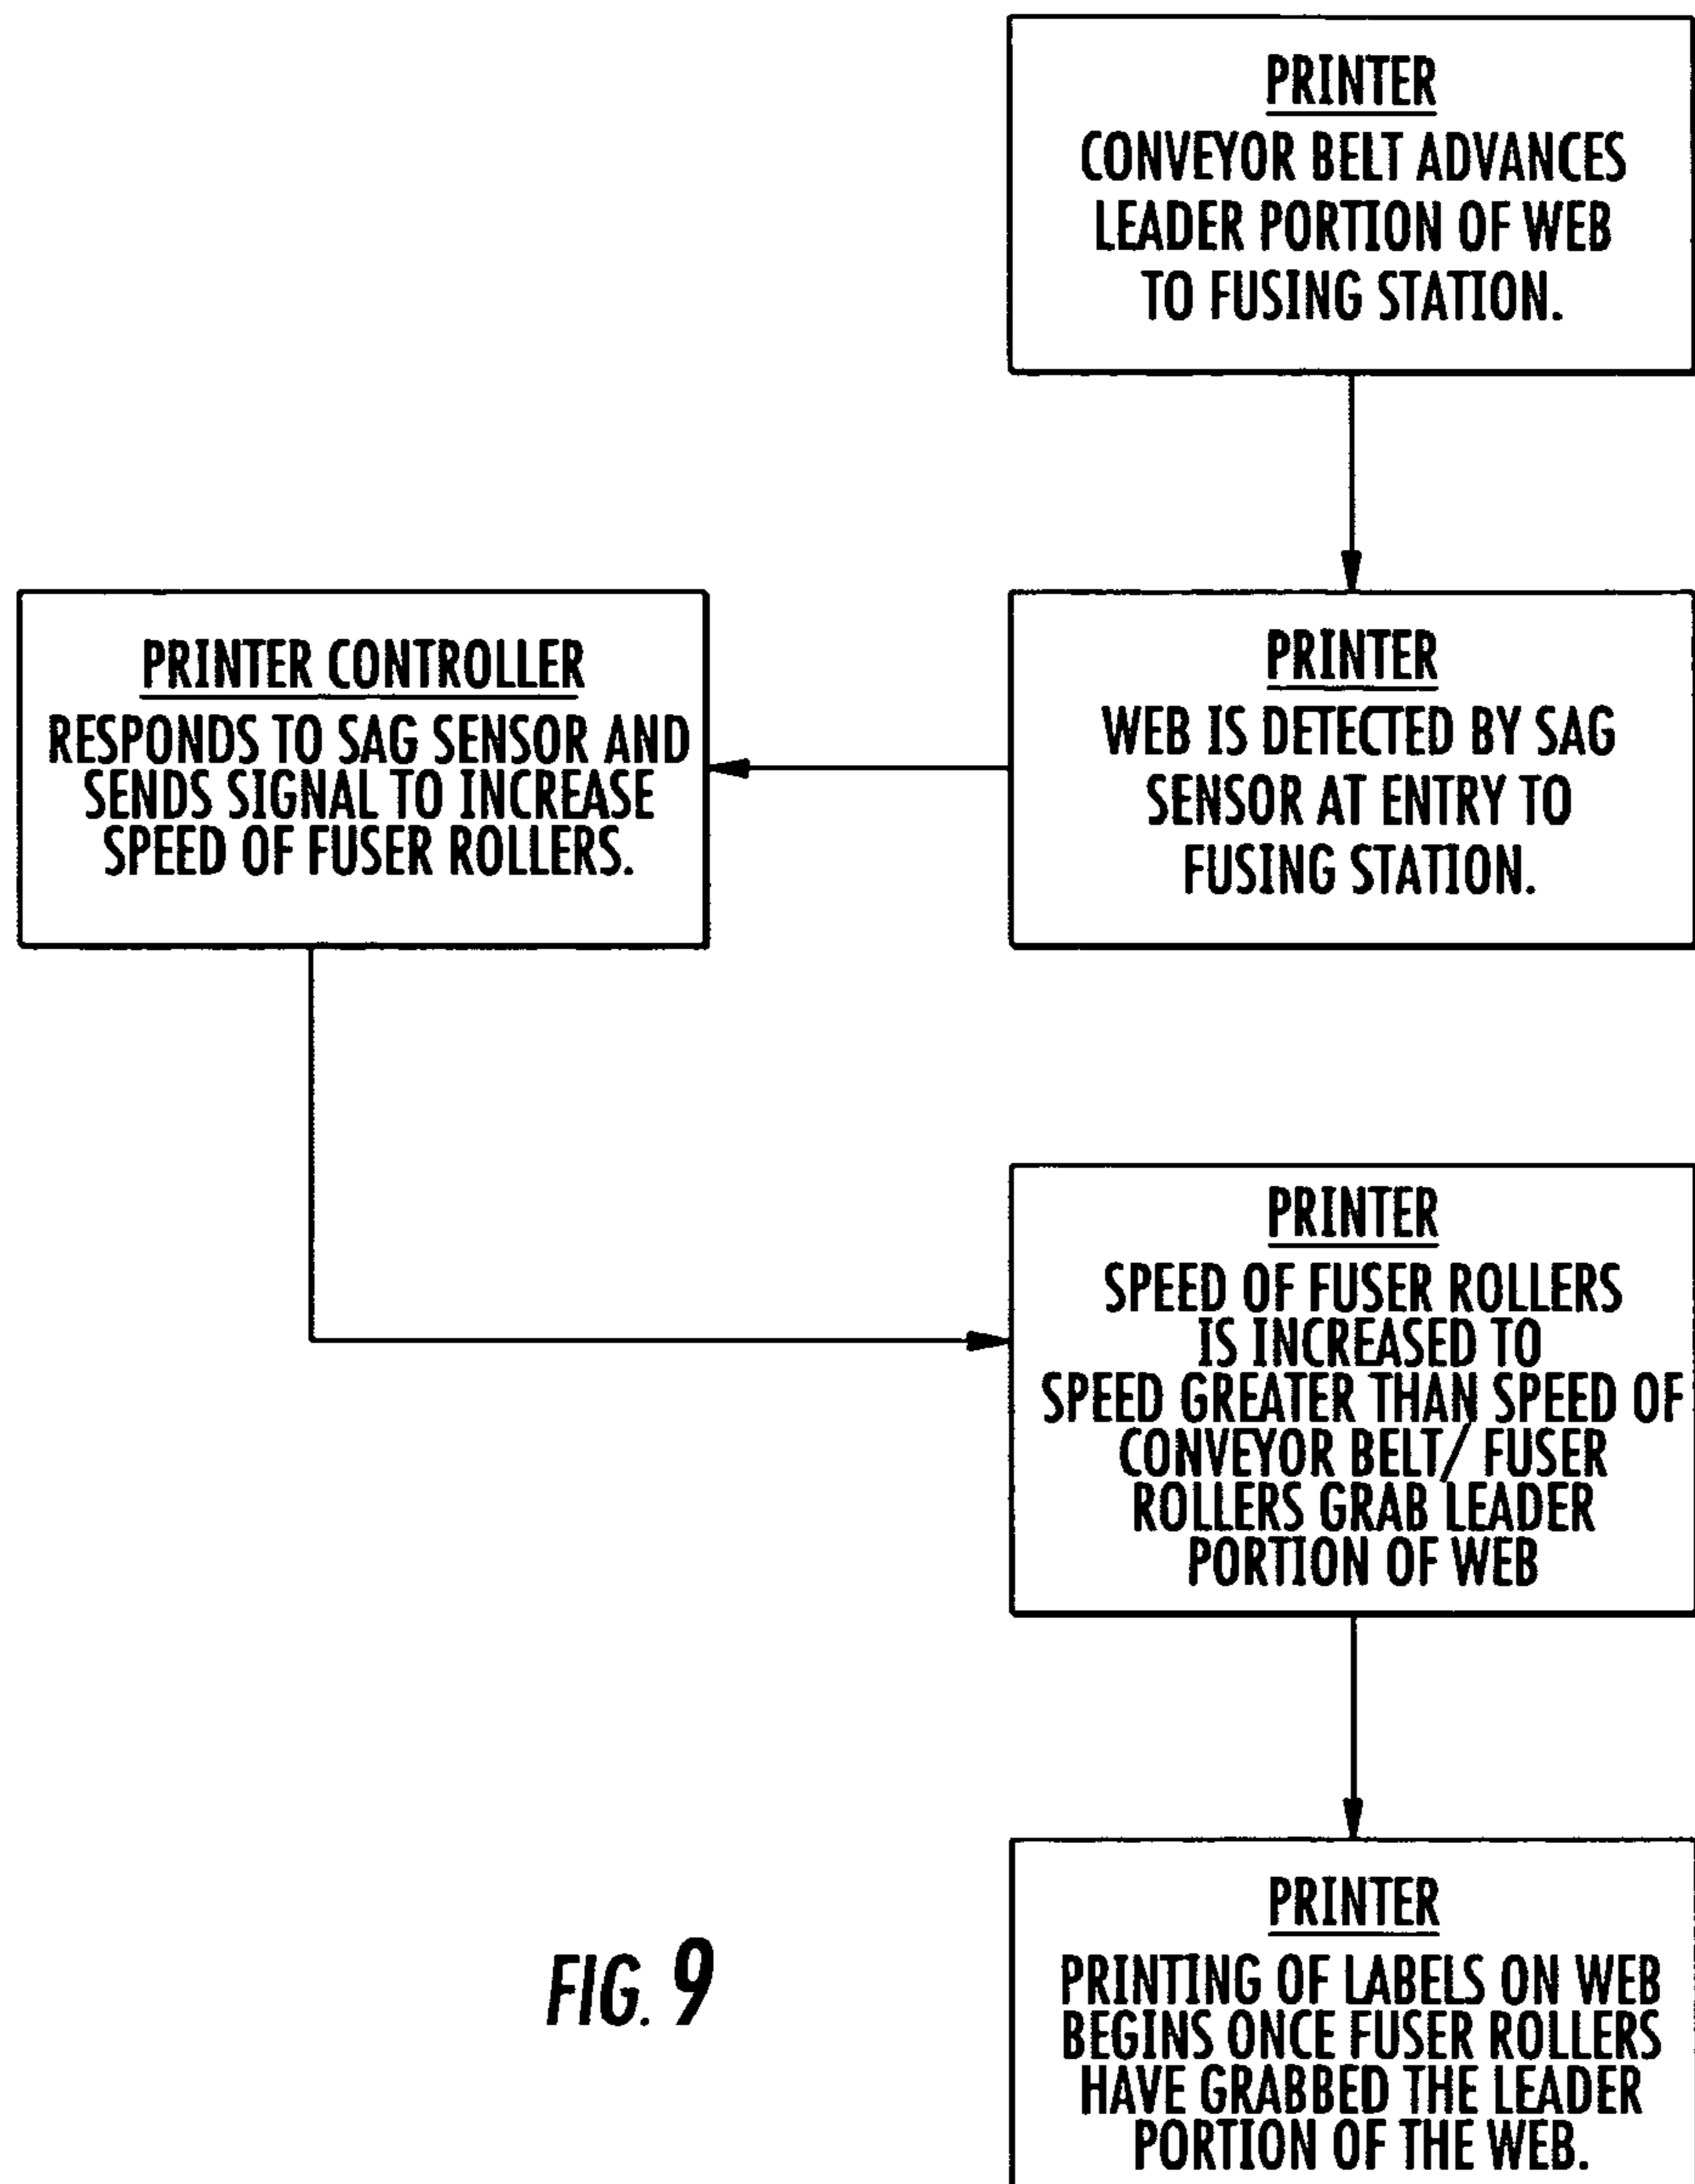 PRINTER
CONVEYOR BELT ADVANCES
LEADER PORTION OF WEB
TO FUSING STATION.
PRINTER
WEB IS DETECTED BY SAG
SENSOR AT ENTRY TO
FUSING STATION.
PRINTER CONTROLLER
RESPONDS TO SAG SENSOR AND
SENDS SIGNAL TO INCREASE
SPEED OF FUSER ROLLERS.
PRINTER
SPEED OF FUSER ROLLERS
IS INCREASED TO
SPEED GREATER THAN SPEED OF
CONVEYOR BELT/ FUSER
ROLLERS GRAB LEADER
PORTION OF WEB
PRINTER
PRINTING OF LABELS ON WEB
BEGINS ONCE FUSER ROLLERS
HAVE GRABBED THE LEADER
PORTION OF THE WEB.
FIG. 9